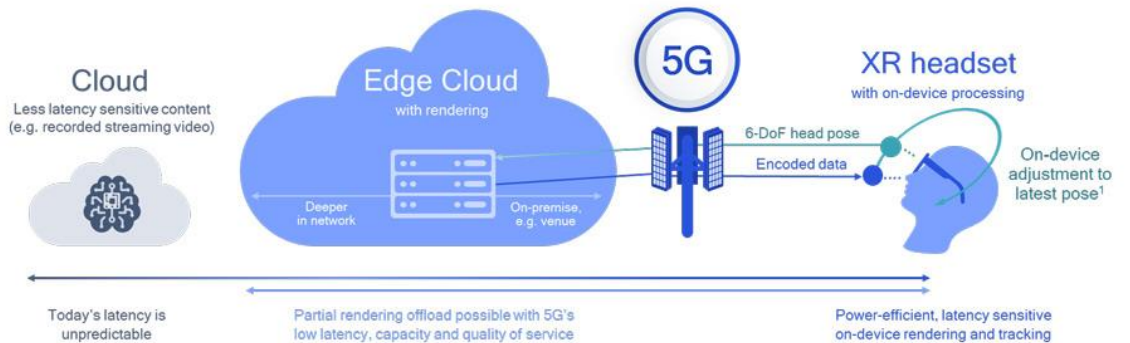 Cloud
Less latency sensitive content
(e.g. recorded streaming video)
Edge Cloud
with rendering
Deeper
in network
On-premise,
e.g. venue
5G
6-DoF head pose
Encoded data
XR headset
with on-device processing
On-device
adjustment to
latest pose¹
Today's latency is
unpredictable
Partial rendering offload possible with 5G's
low latency, capacity and quality of service
Power-efficient, latency sensitive
on-device rendering and tracking